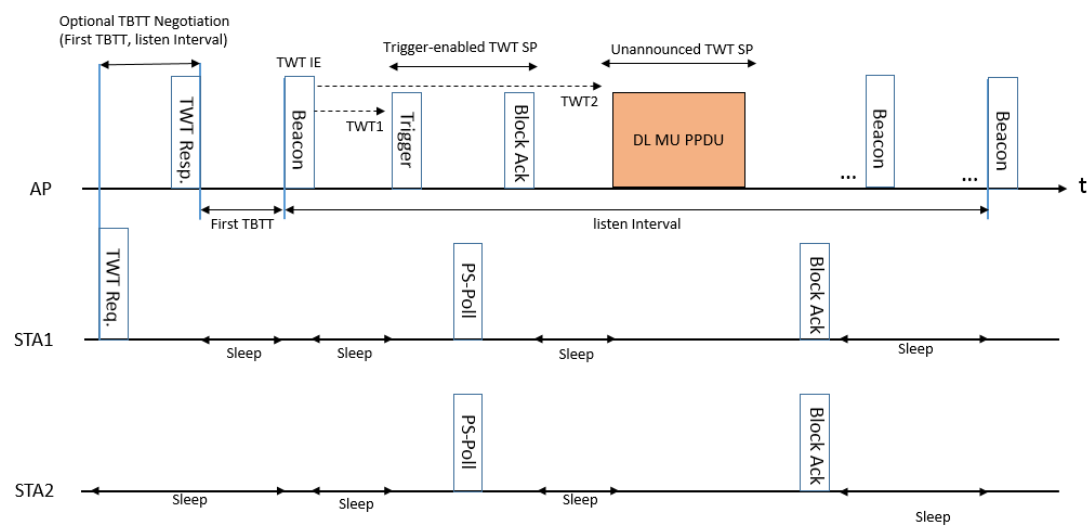 Optional TBTT Negotiation
(First TBTT, listen Interval)
TWT IE
Trigger-enabled TWT SP
Unannounced TWT SP
TWT Resp.
Beacon
TWT1
Trigger
Block Ack
TWT2
DL MU PPDU
...
Beacon
...
Beacon
AP
t
First TBTT
listen Interval
TWT Req.
PS-Poll
Block Ack
STA1
Sleep
Sleep
Sleep
Sleep
PS-Poll
Block Ack
STA2
Sleep
Sleep
Sleep
Sleep